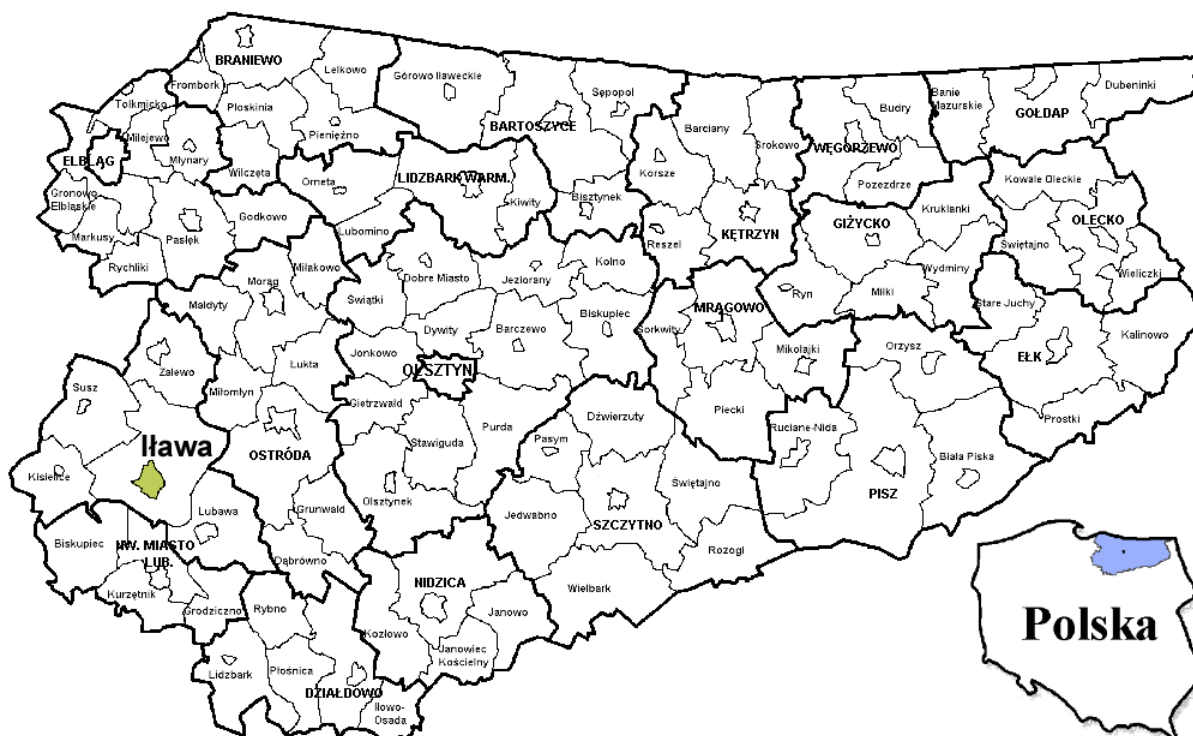 BRANIEWO
Lelkowo
Frombork
Górowo Iławeckie
Sępopol
Banie
Mazurskie
Dubeninki
Tolkmicko
Płoskinia
Budry
GOŁDAP
BARTOSZYCE
Barciany
Milejewo
Pieniężno
Srokowo
WĘGORZEWO
ELBLĄG
Młynary
Wilczęta
Orneta
LIDZBARK WARM.
Korsze
Pozezdrze
Kowale Oleckie
Gronowo
Elbląskie
Kiwity
Bisztynek
Kruklanki
Markusy
Pasłęk
Godkowo
Lubomino
Reszel
KĘTRZYN
GIŻYCKO
OLECKO
Świętajno
Rychliki
Morąg
Miłakowo
Dobre Miasto
Jeziorany
Kolno
Wydminy
Wieliczki
Małdyty
Świątki
Ryn
Miłki
Stare Juchy
MRĄGOWO
Dywity
Barczewo
Biskupiec
Sorkwity
Kalinowo
Zalewo
Łukta
Jonkowo
Mikołajki
Orzysz
EŁK
OLSZTYN
Susz
Miłomłyn
Gietrzwałd
Piecki
Dźwierzuty
Prostki
Iława
Stawiguda
Purda
Pasym
Ruciane-Nida
OSTRÓDA
Biała Piska
Kisielice
Olsztynek
Świętajno
PISZ
Lubawa
Grunwald
Jedwabno
SZCZYTNO
Biskupiec
NW. MIASTO
LUB.
Dąbrówno
Rozogi
Kurzętnik
NIDZICA
Wielbark
Grodziczno
Rybno
Janowo
Kozłowo
Polska
Janowiec
Kościelny
Lidzbark
Płośnica
DZIAŁDOWO
Iłowo-
Osada